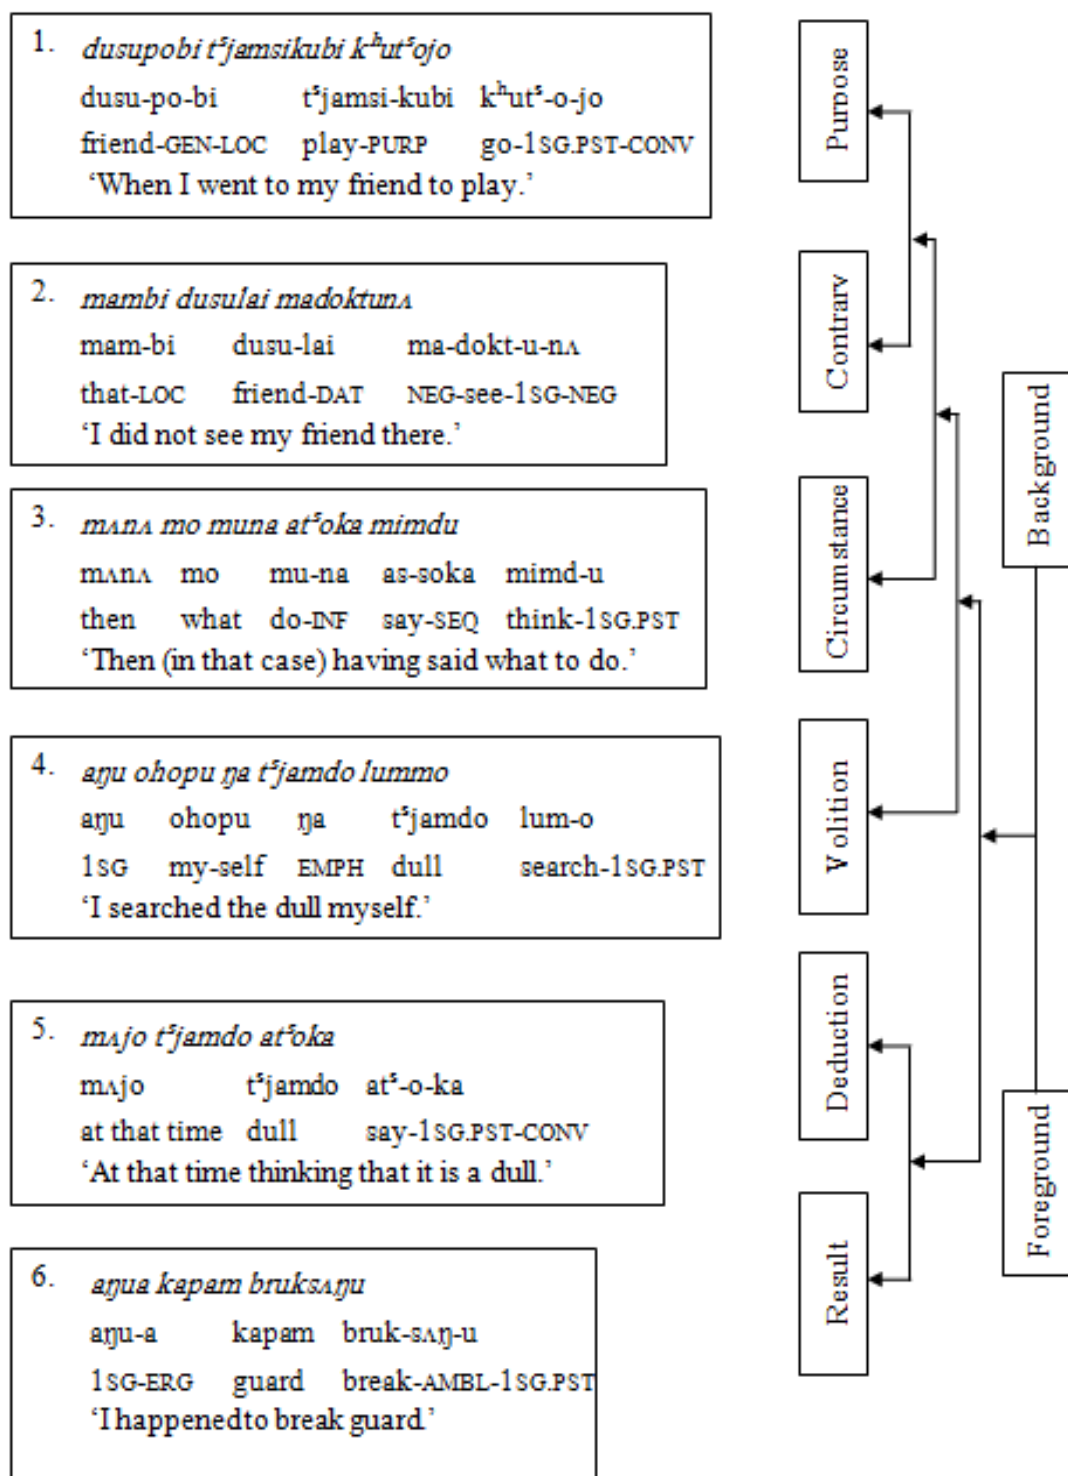 1. dusupobi tˢjamsikubi kʰutˢojo
dusu-po-bi tˢjamsi-kubi kʰutˢ-o-jo
friend-GEN-LOC play-PURP go-1SG.PST-CONV
‘When I went to my friend to play.’
2. mambi dusulai madoktunʌ
mam-bi dusu-lai ma-dokt-u-nʌ
that-LOC friend-DAT NEG-see-1SG-NEG
‘I did not see my friend there.’
3. mʌnʌ mo muna atˢoka mimdu
mʌnʌ mo mu-na as-soka mimd-u
then what do-INF say-SEQ think-1SG.PST
‘Then (in that case) having said what to do.’
4. aŋu ohopu ŋa tˢjamdo lummo
aŋu ohopu ŋa tˢjamdo lum-o
1SG my-self EMPH dull search-1SG.PST
‘I searched the dull myself.’
5. mʌjo tˢjamdo atˢoka
mʌjo tˢjamdo atˢ-o-ka
at that time dull say-1SG.PST-CONV
‘At that time thinking that it is a dull.’
6. aŋua kapam bruksʌŋu
aŋu-a kapam bruk-sʌŋ-u
1SG-ERG guard break-AMBL-1SG.PST
‘I happened to break guard.’
Purpose
Contrary
Circumstance
Volition
Deduction
Result
Background
Foreground